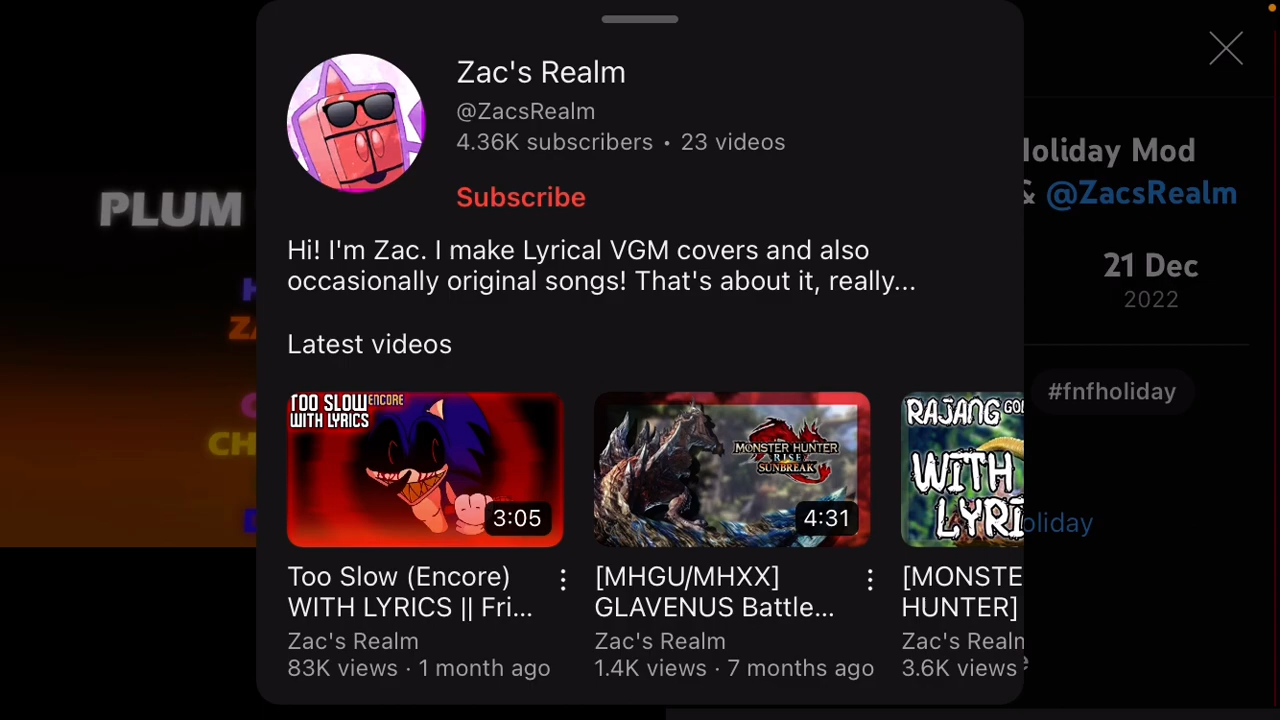 Zac's Realm
@ZacsRealm
4.36K subscribers • 23 videos
Subscribe
Hi! I'm Zac. I make Lyrical VGM covers and also
occasionally original songs! That's about it, really...
Latest videos
TOO SLOW ENCORE
WITH LYRICS
3:05
Too Slow (Encore)
WITH LYRICS || Fri...
Zac's Realm
83K views · 1 month ago
MONSTER HUNTER
RISE
SUNBREAK
4:31
[MHGU/MHXX]
GLAVENUS Battle...
Zac's Realm
1.4K views · 7 months ago
RAJANG
WITH
[MONSTE
HUNTER]
Zac's Realm
3.6K views
PLUM
oliday Mod
& @ZacsRealm
21 Dec
2022
#fnfholiday
oliday